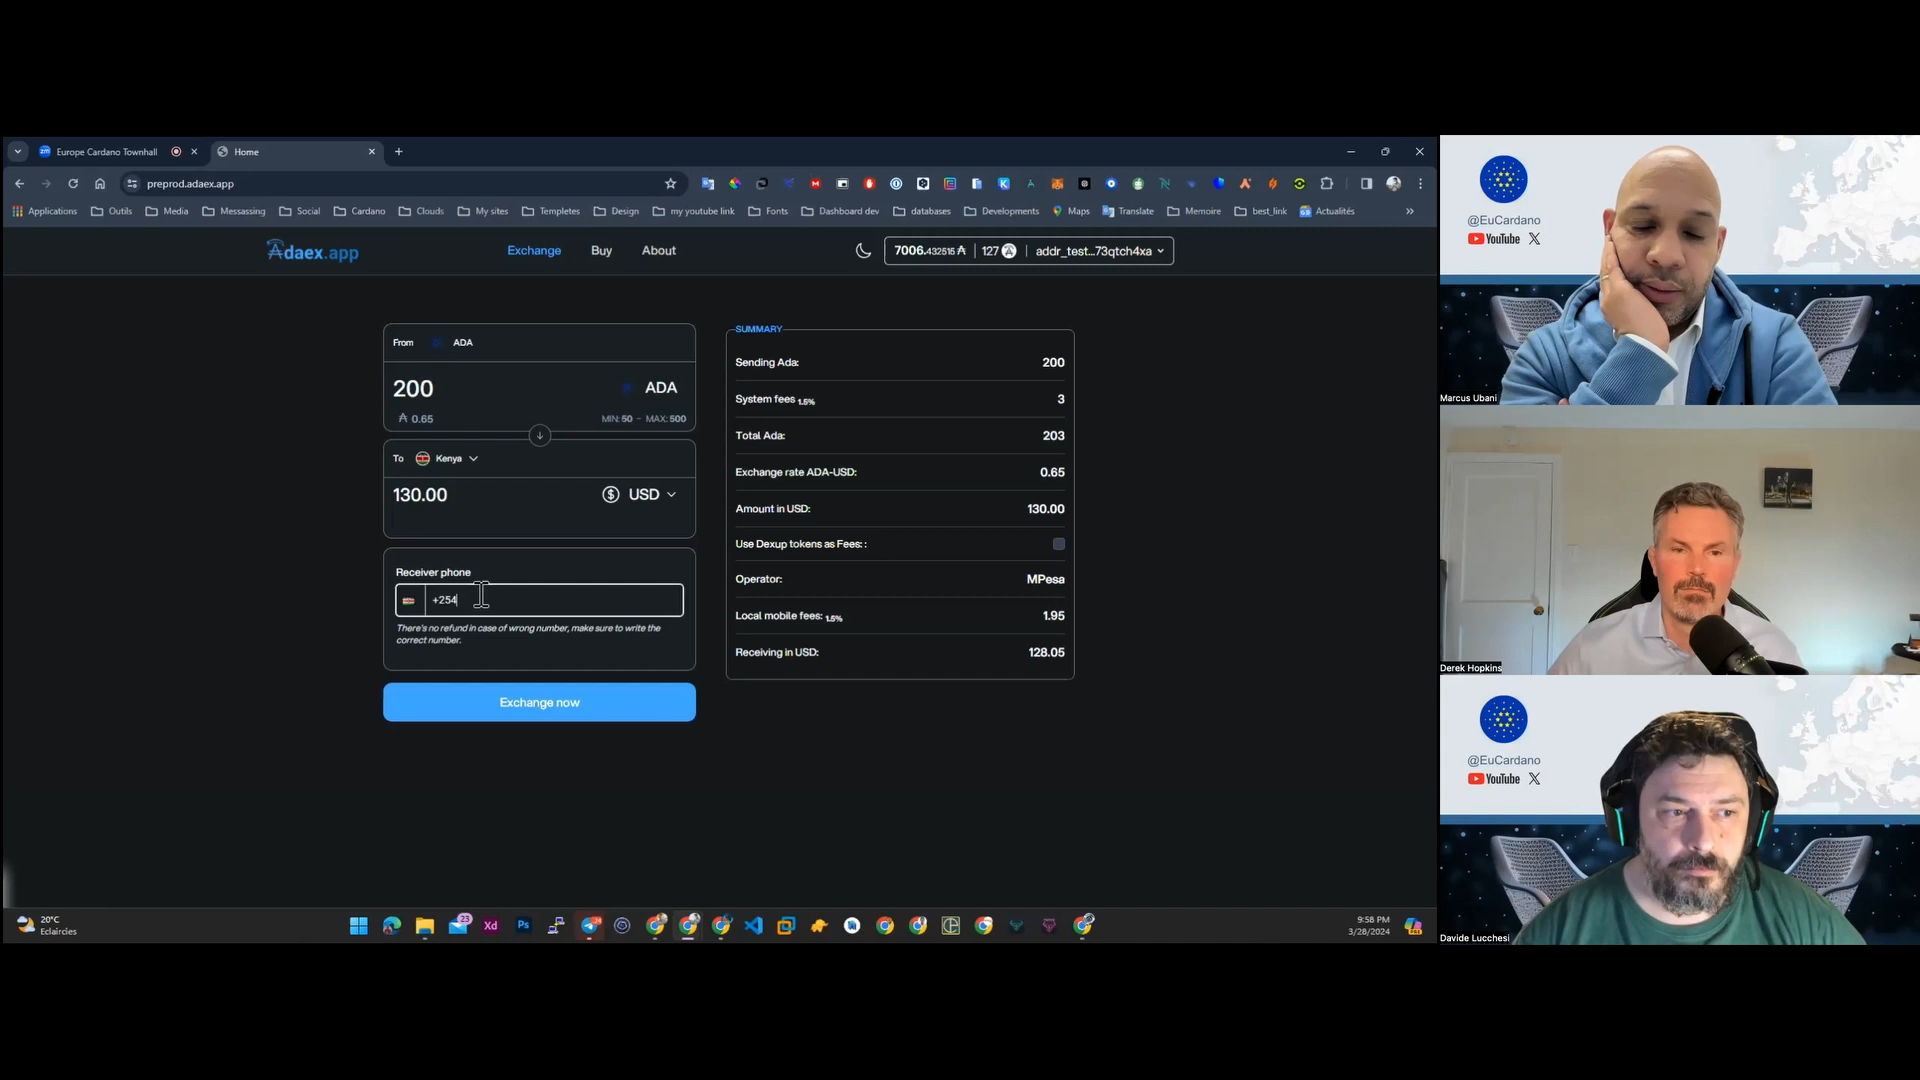 Europe Cardano Townhall
Home
preprod.adaex.app
Applications Outils Media Messassing Social Cardano Clouds My sites Templetes Design my youtube link Fonts Dashboard dev databases Developments Maps Translate Memoire best_link Actualités
Adaex.app
Exchange Buy About
7006.432515 ₳ 127 addr_test...73qtch4xa
From ADA
200 ADA
₳ 0.65 MIN: 50 - MAX: 500
To Kenya
130.00 USD
Receiver phone
+254
There's no refund in case of wrong number, make sure to write the
correct number.
Exchange now
SUMMARY
Sending Ada: 200
System fees 1.5% 3
Total Ada: 203
Exchange rate ADA-USD: 0.65
Amount in USD: 130.00
Use Dexup tokens as Fees: :
Operator: MPesa
Local mobile fees: 1.5% 1.95
Receiving in USD: 128.05
20°C
Eclaircies
23
Xd
Ps
9:58 PM
3/28/2024
@EuCardano
YouTube X
Marcus Ubani
Derek Hopkins
@EuCardano
YouTube X
Davide Lucchesi